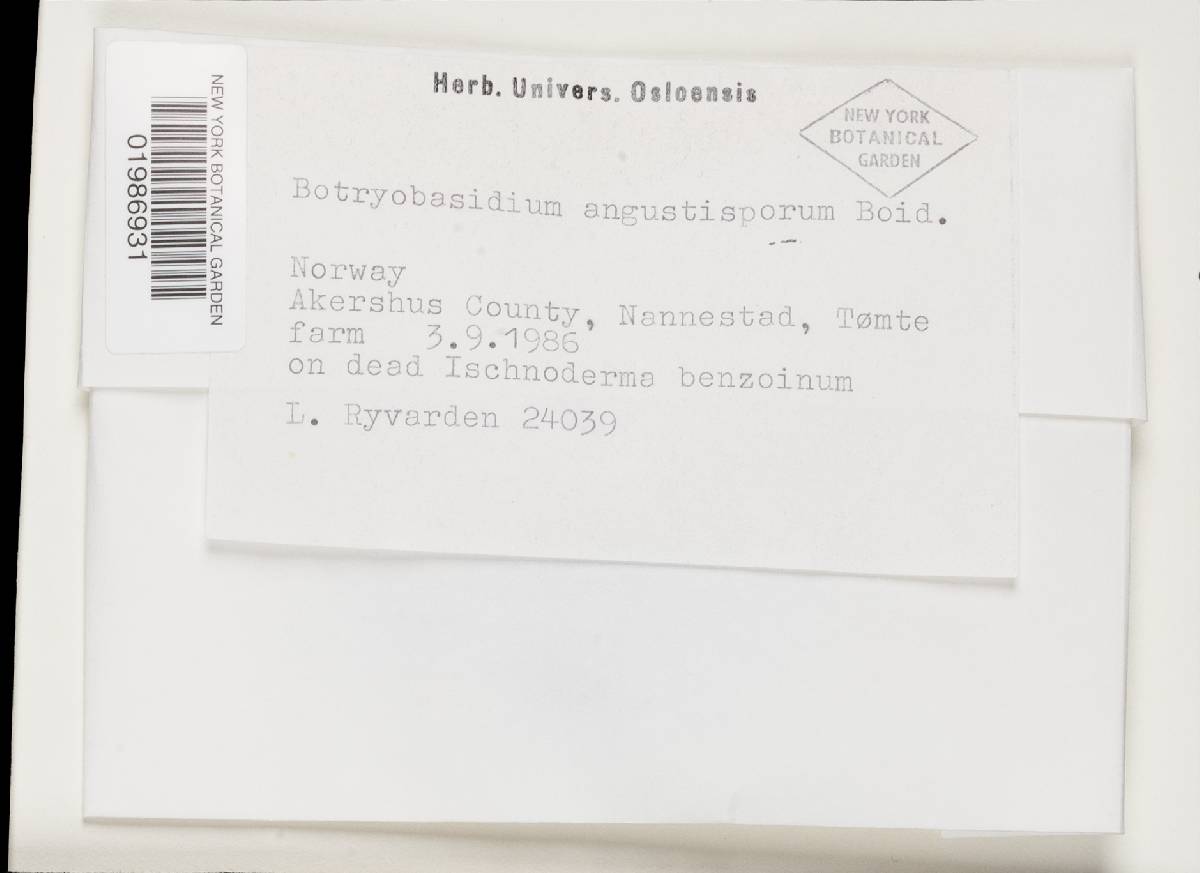 Herb. Univers. Osloensis
NEW YORK
BOTANICAL
GARDEN
Botryobasidium angustisporum Boid.
Norway
Akershus County, Nannestad, Tømte
farm 3.9.1986
on dead Ischnoderma benzoinum
L. Ryvarden 24039
NEW YORK BOTANICAL GARDEN
01986931